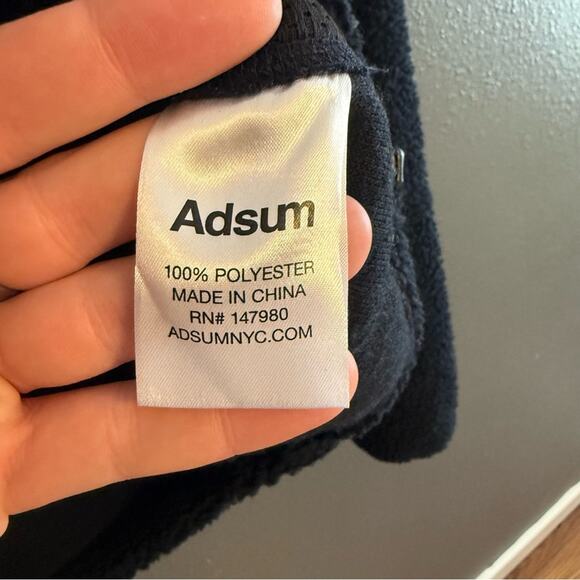 Adsum
100% POLYESTER
MADE IN CHINA
RN# 147980
ADSUMNYC.COM